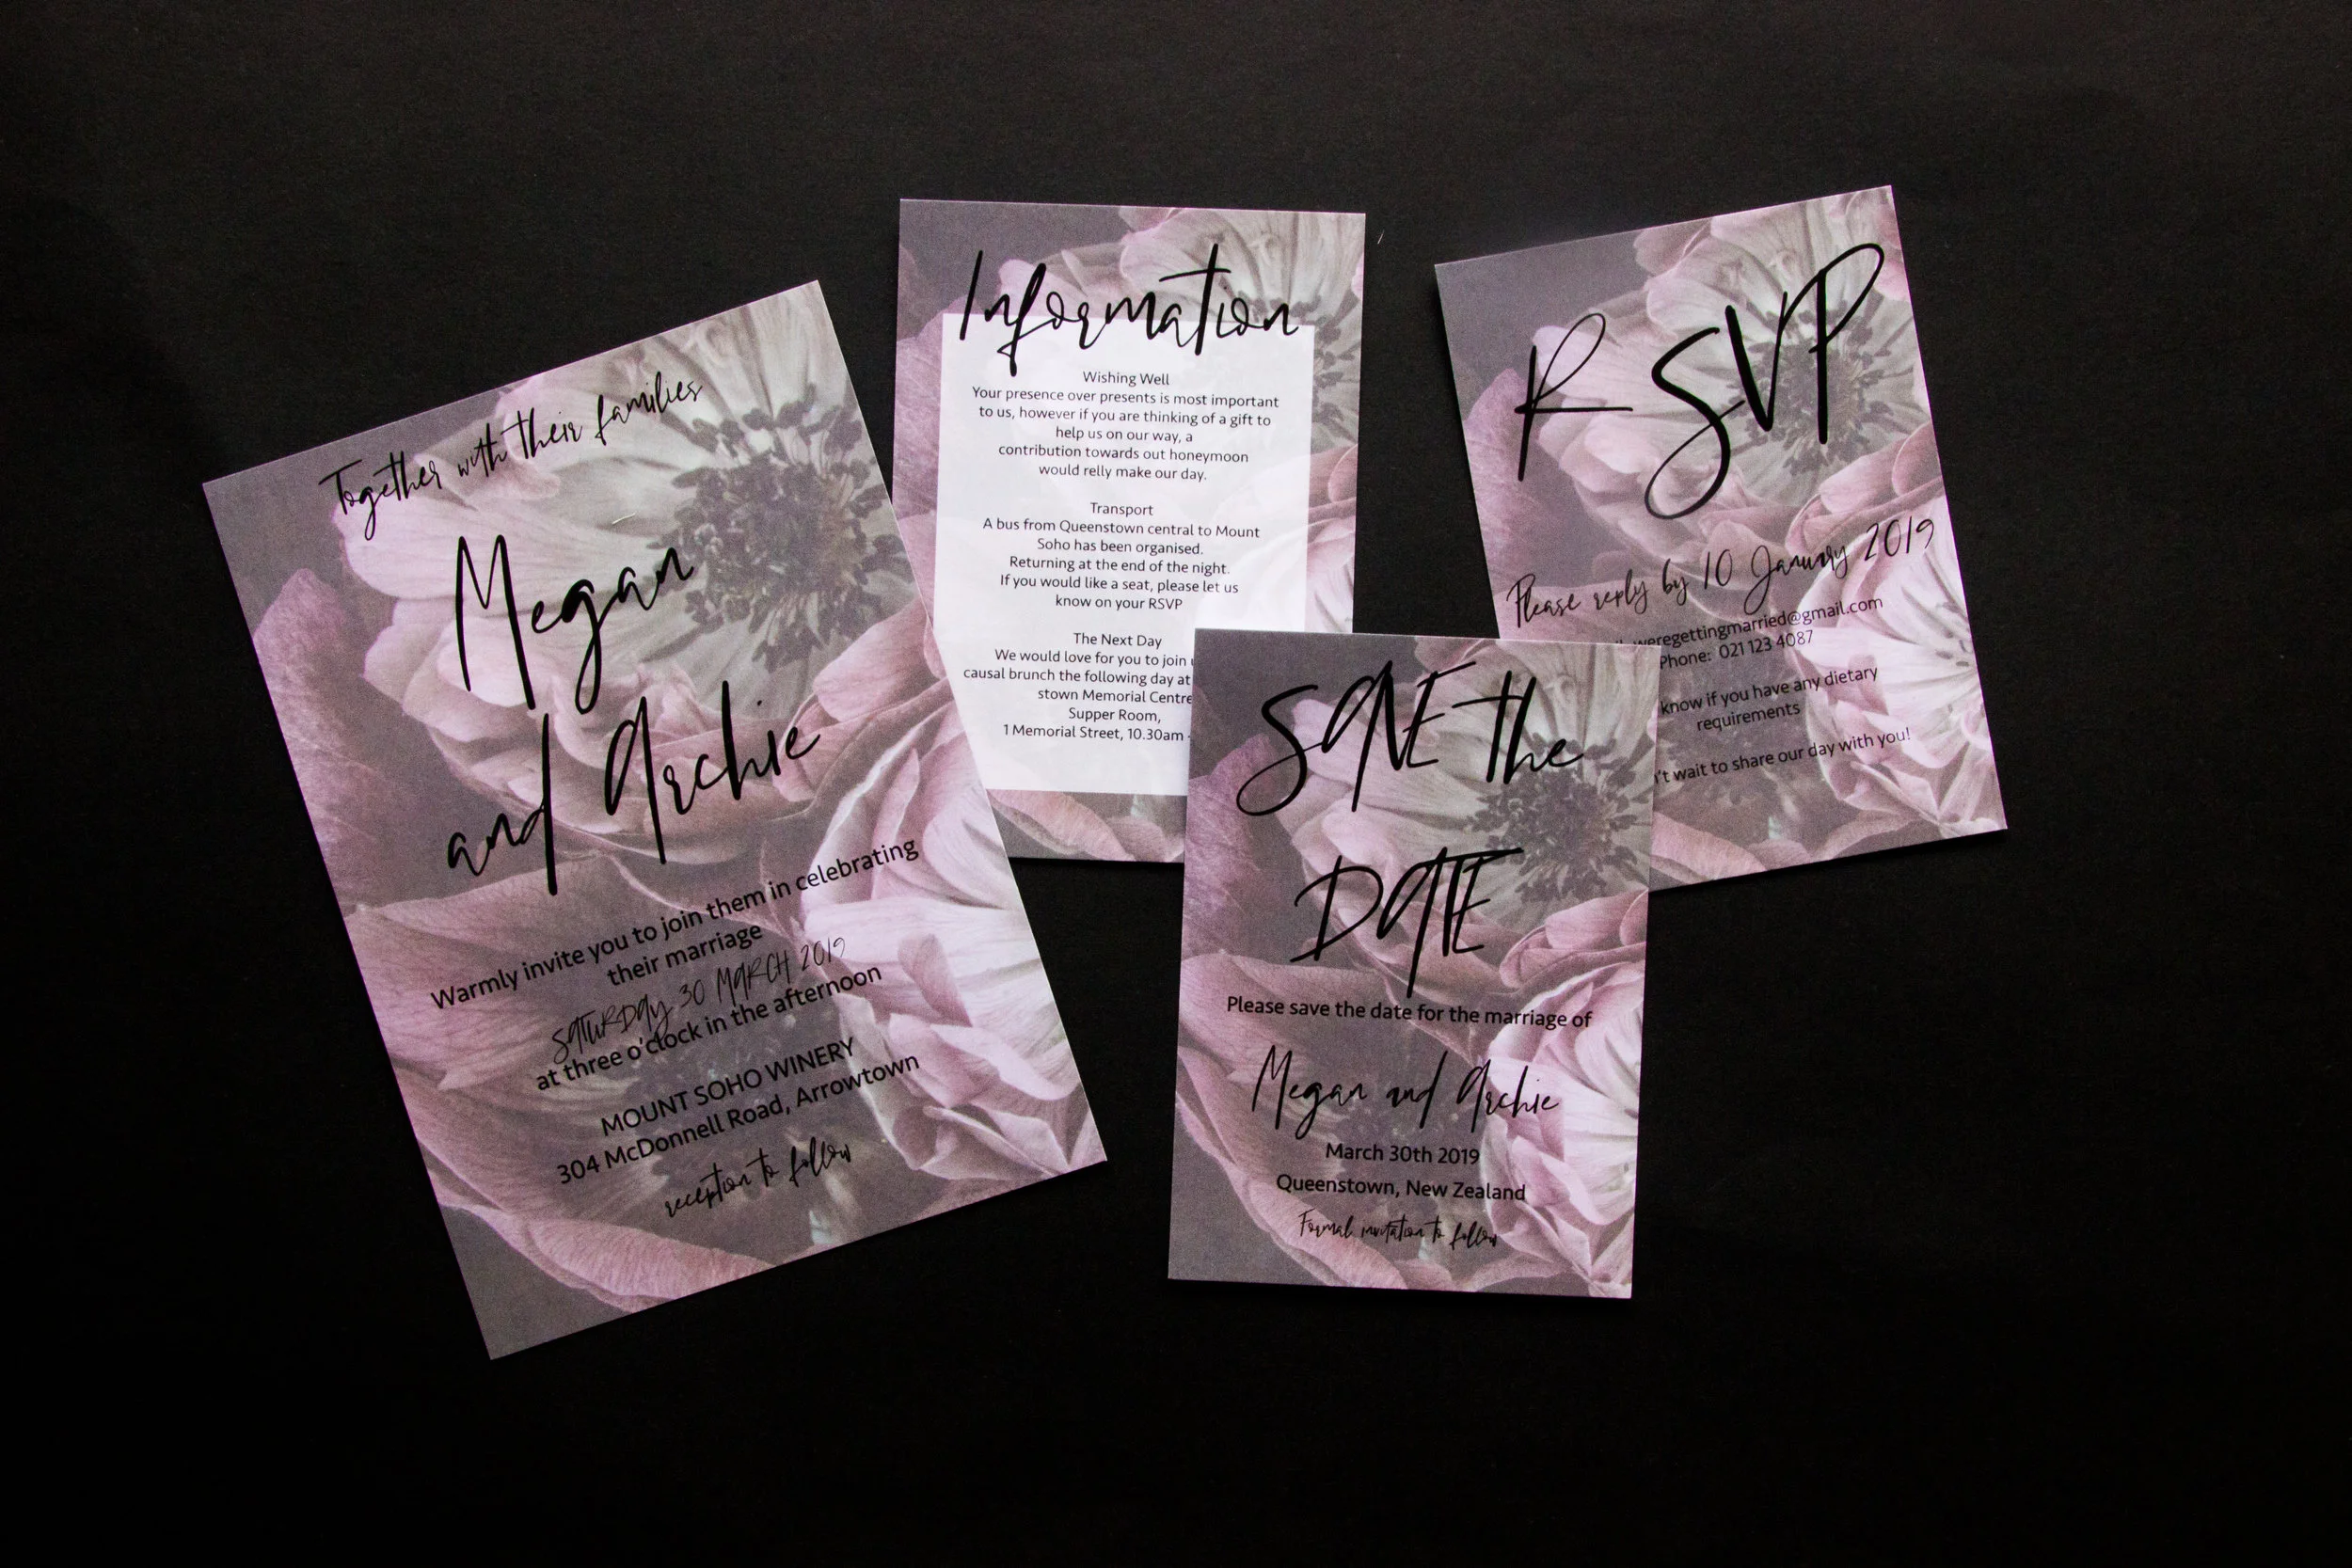 Together with their families
Megan
and Archie
Warmly invite you to join them in celebrating
their marriage
SATURDAY 30 MARCH 2019
at three o'clock in the afternoon
MOUNT SOHO WINERY
304 McDonnell Road, Arrowtown
reception to follow
Information
Wishing Well
Your presence over presents is most important
to us, however if you are thinking of a gift to
help us on our way, a
contribution towards out honeymoon
would relly make our day.
Transport
A bus from Queenstown central to Mount
Soho has been organised.
Returning at the end of the night.
If you would like a seat, please let us
know on your RSVP
The Next Day
We would love for you to join
causal brunch the following day at
stown Memorial Centre
Supper Room,
1 Memorial Street, 10.30am
RSVP
Please reply by 10 January 2019
weregettingmarried@gmail.com
Phone: 021 123 4087
know if you have any dietary
requirements
't wait to share our day with you!
SAVE the
DATE
Please save the date for the marriage of
Megan and Archie
March 30th 2019
Queenstown, New Zealand
Formal invitation to follow